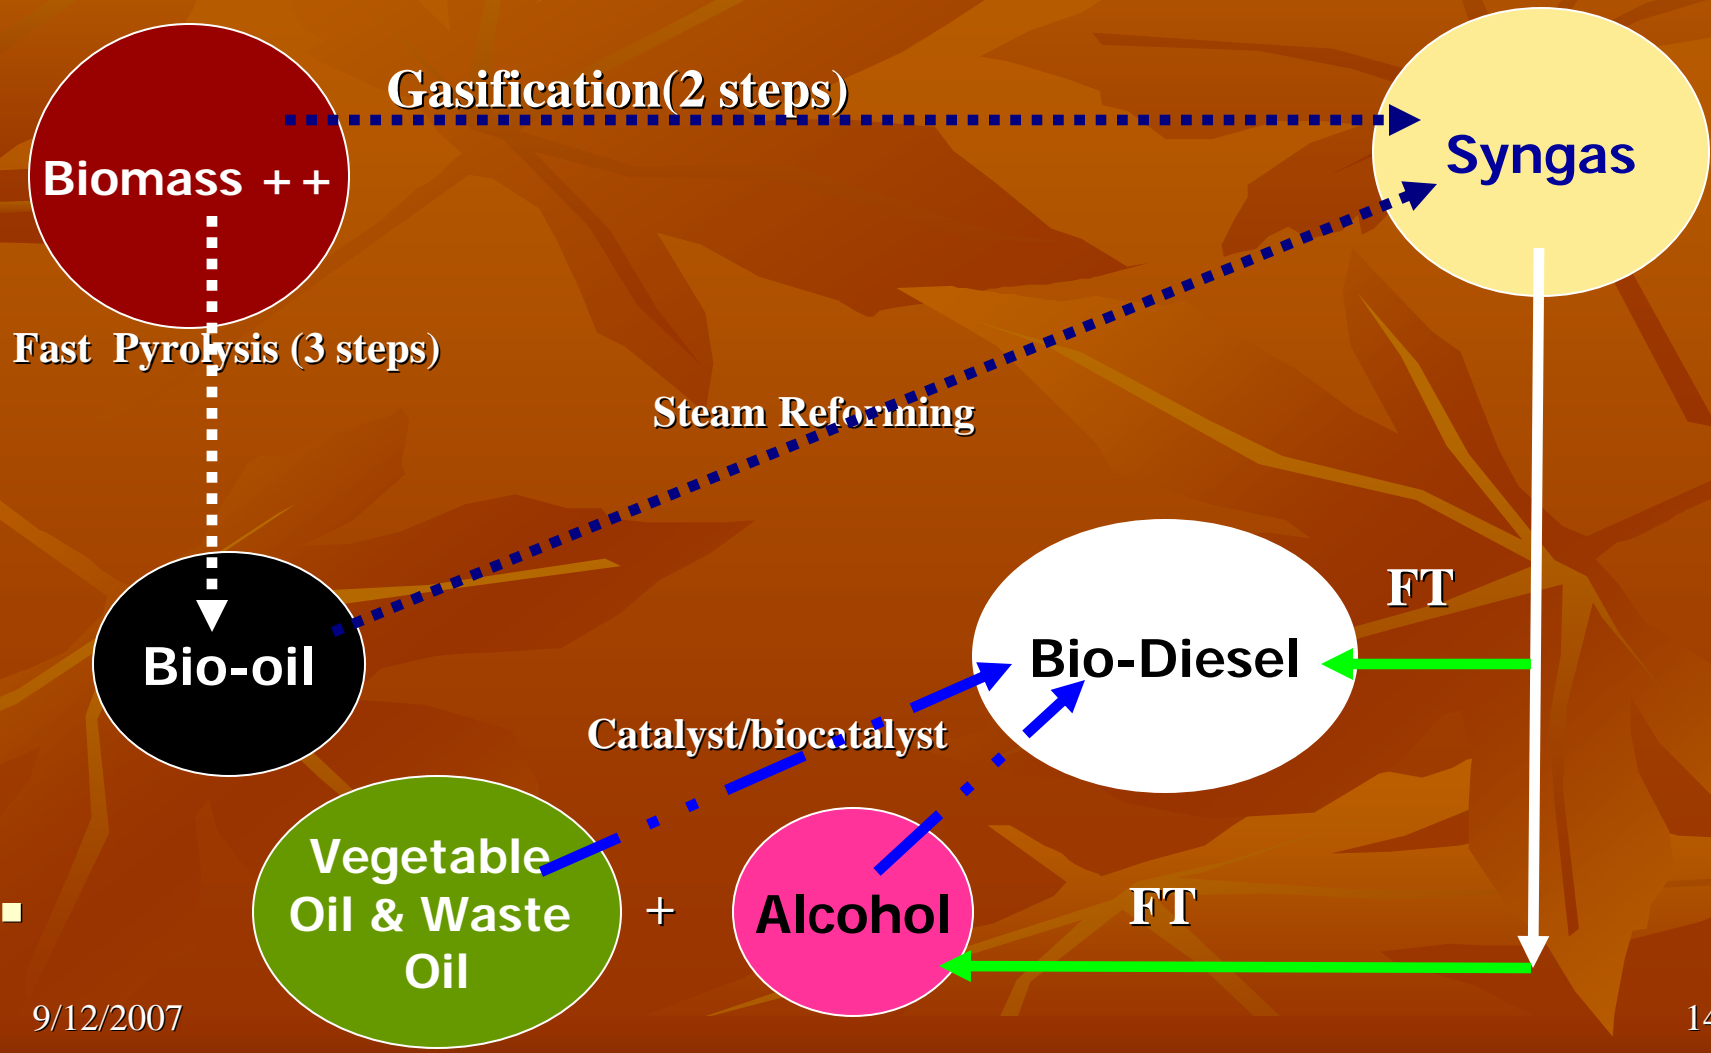 Gasification(2 steps)
Biomass ++
Syngas
Fast Pyrolysis (3 steps)
Steam Reforming
FT
Bio-oil
Bio-Diesel
Catalyst/biocatalyst
Vegetable
Oil & Waste
Oil
+
Alcohol
FT
9/12/2007
14